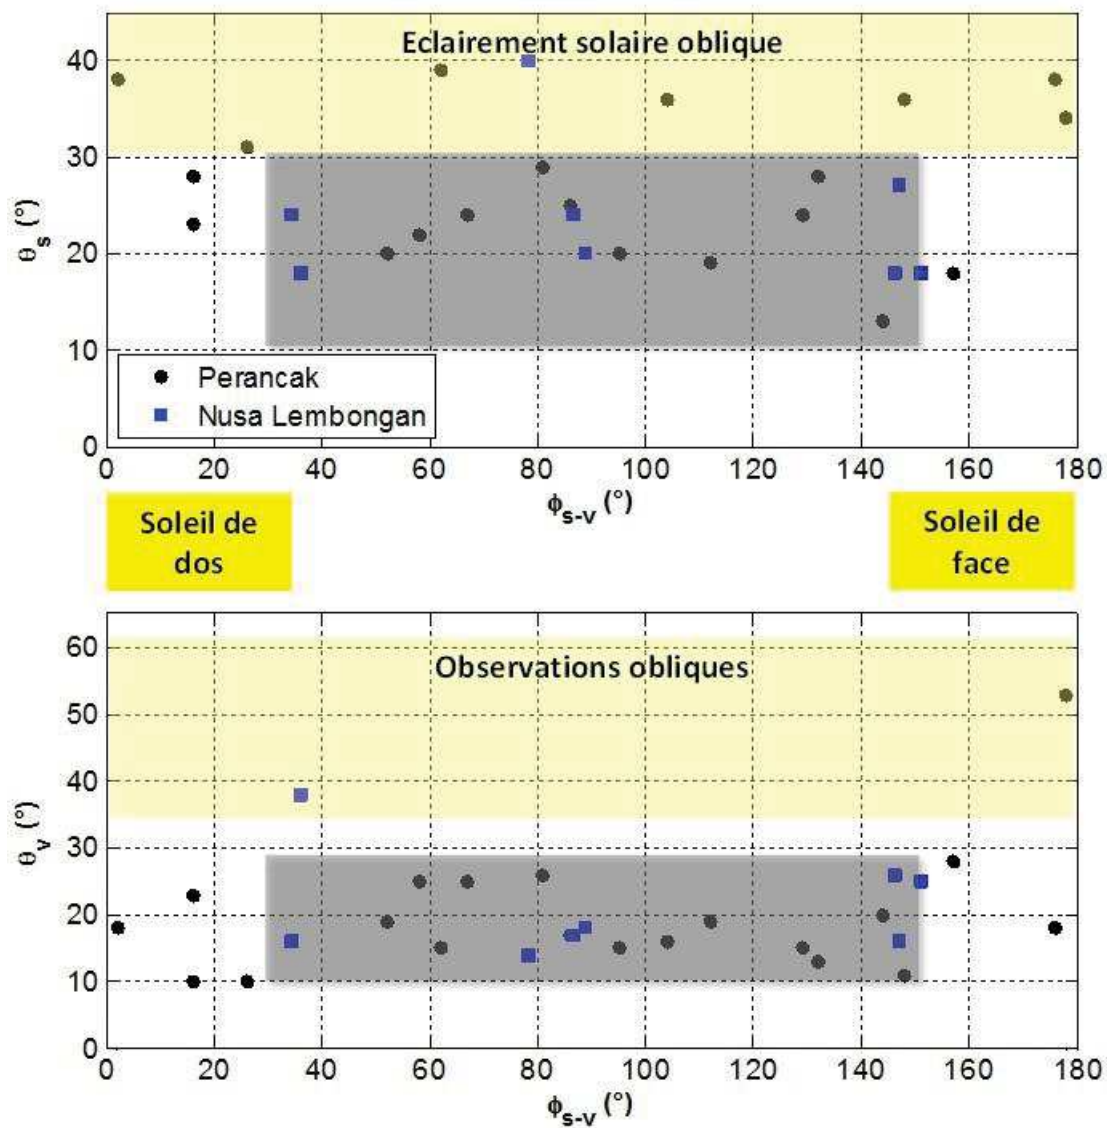 Eclairement solaire oblique
40
30
20
10
0
θs (°)
Perancak
Nusa Lembongan
0 20 40 60 80 100 120 140 160 180
ϕs-v (°)
Soleil de
dos
Soleil de
face
Observations obliques
60
50
40
30
20
10
0
θv (°)
0 20 40 60 80 100 120 140 160 180
ϕs-v (°)